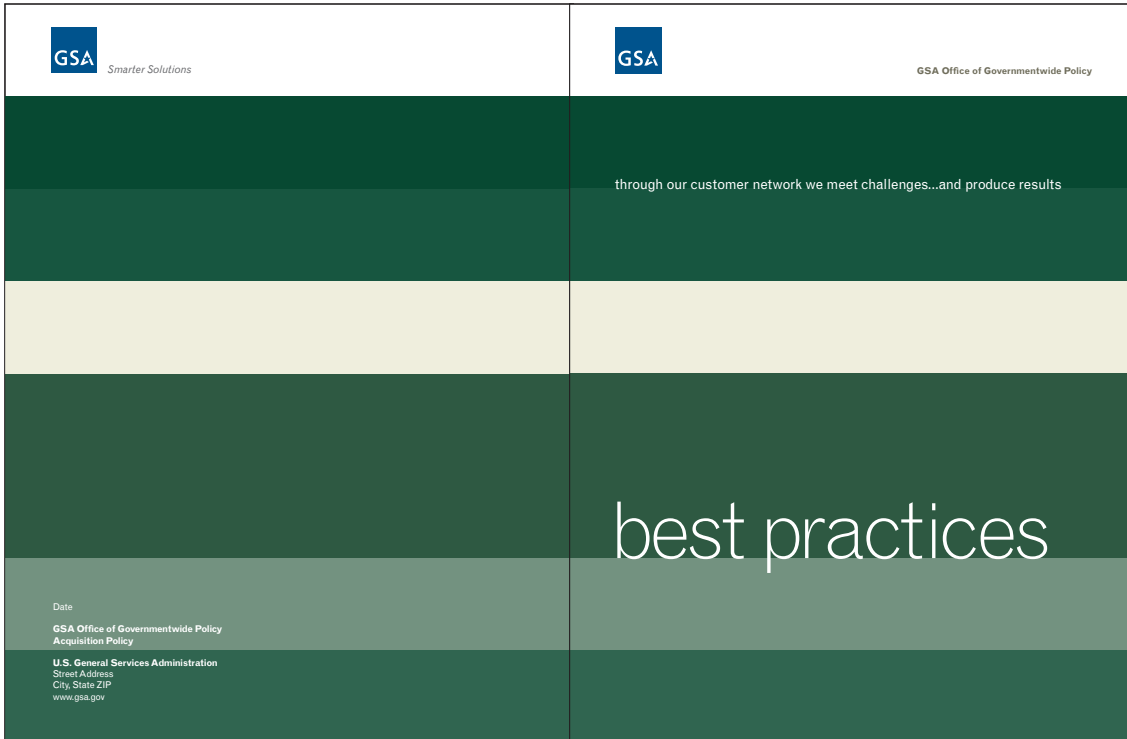 GSA
Smarter Solutions
Date
GSA Office of Governmentwide Policy
Acquisition Policy
U.S. General Services Administration
Street Address
City, State ZIP
www.gsa.gov
GSA
GSA Office of Governmentwide Policy
through our customer network we meet challenges...and produce results
best practices